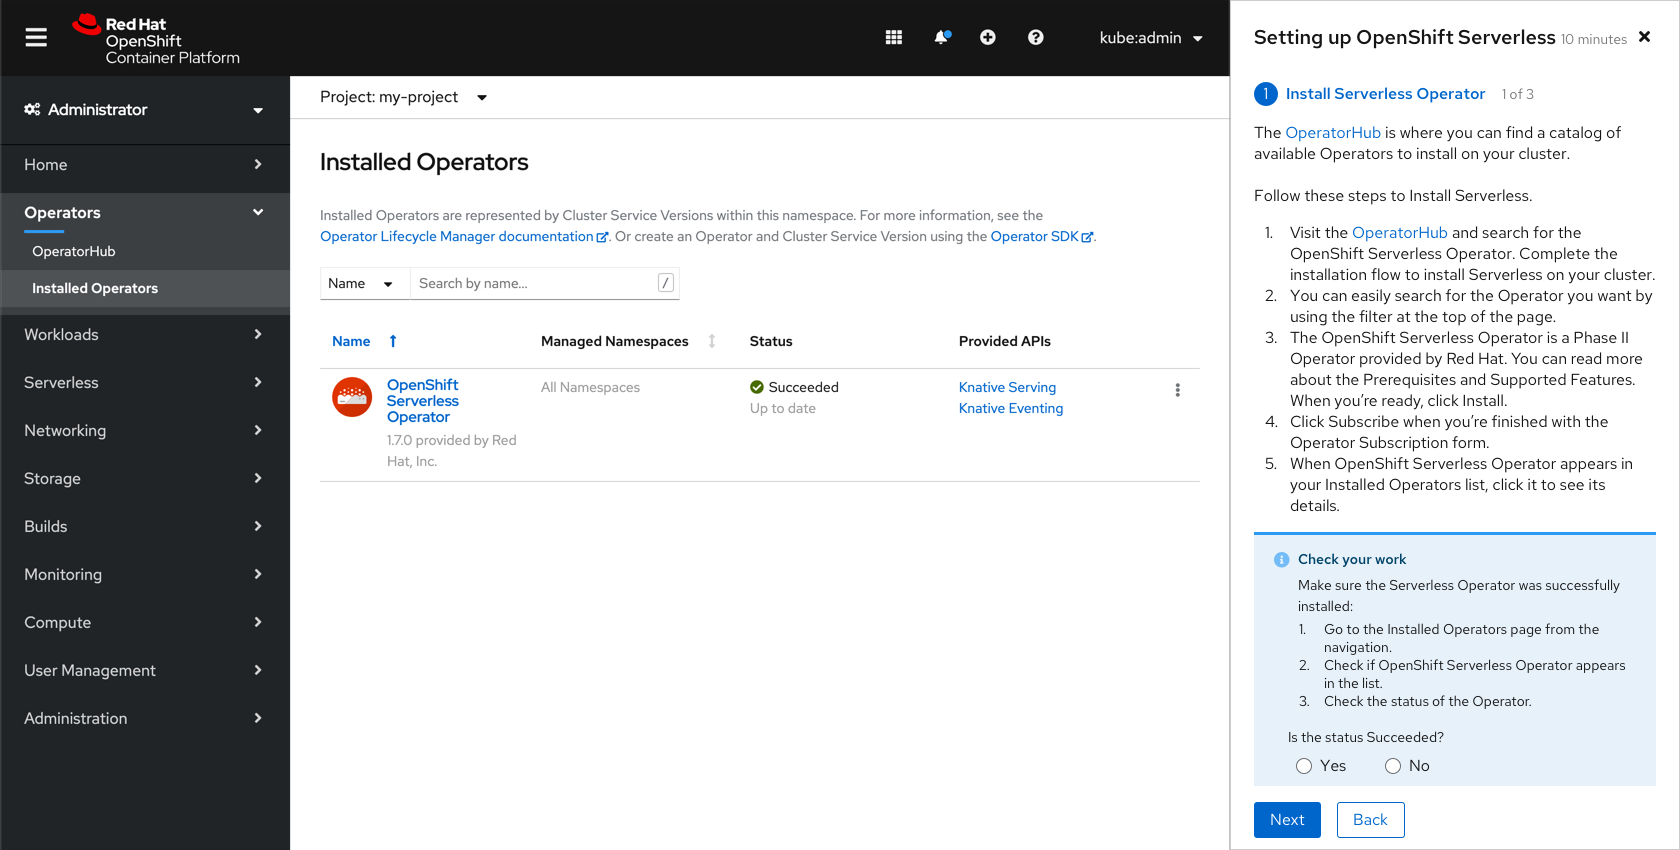 Red Hat
OpenShift
Container Platform
kube:admin
Administrator
Home
Operators
OperatorHub
Installed Operators
Workloads
Serverless
Networking
Storage
Builds
Monitoring
Compute
User Management
Administration
Project: my-project
Installed Operators
Installed Operators are represented by Cluster Service Versions within this namespace. For more information, see the
Operator Lifecycle Manager documentation. Or create an Operator and Cluster Service Version using the Operator SDK.
Name Search by name... /
Name Managed Namespaces Status Provided APIs
OpenShift
Serverless
Operator
1.7.0 provided by Red
Hat, Inc.
All Namespaces
Succeeded
Up to date
Knative Serving
Knative Eventing
Setting up OpenShift Serverless 10 minutes
1 Install Serverless Operator 1 of 3
The OperatorHub is where you can find a catalog of
available Operators to install on your cluster.
Follow these steps to Install Serverless.
1. Visit the OperatorHub and search for the
OpenShift Serverless Operator. Complete the
installation flow to install Serverless on your cluster.
2. You can easily search for the Operator you want by
using the filter at the top of the page.
3. The OpenShift Serverless Operator is a Phase II
Operator provided by Red Hat. You can read more
about the Prerequisites and Supported Features.
When you’re ready, click Install.
4. Click Subscribe when you’re finished with the
Operator Subscription form.
5. When OpenShift Serverless Operator appears in
your Installed Operators list, click it to see its
details.
Check your work
Make sure the Serverless Operator was successfully
installed:
1. Go to the Installed Operators page from the
navigation.
2. Check if OpenShift Serverless Operator appears
in the list.
3. Check the status of the Operator.
Is the status Succeeded?
Yes No
Next Back